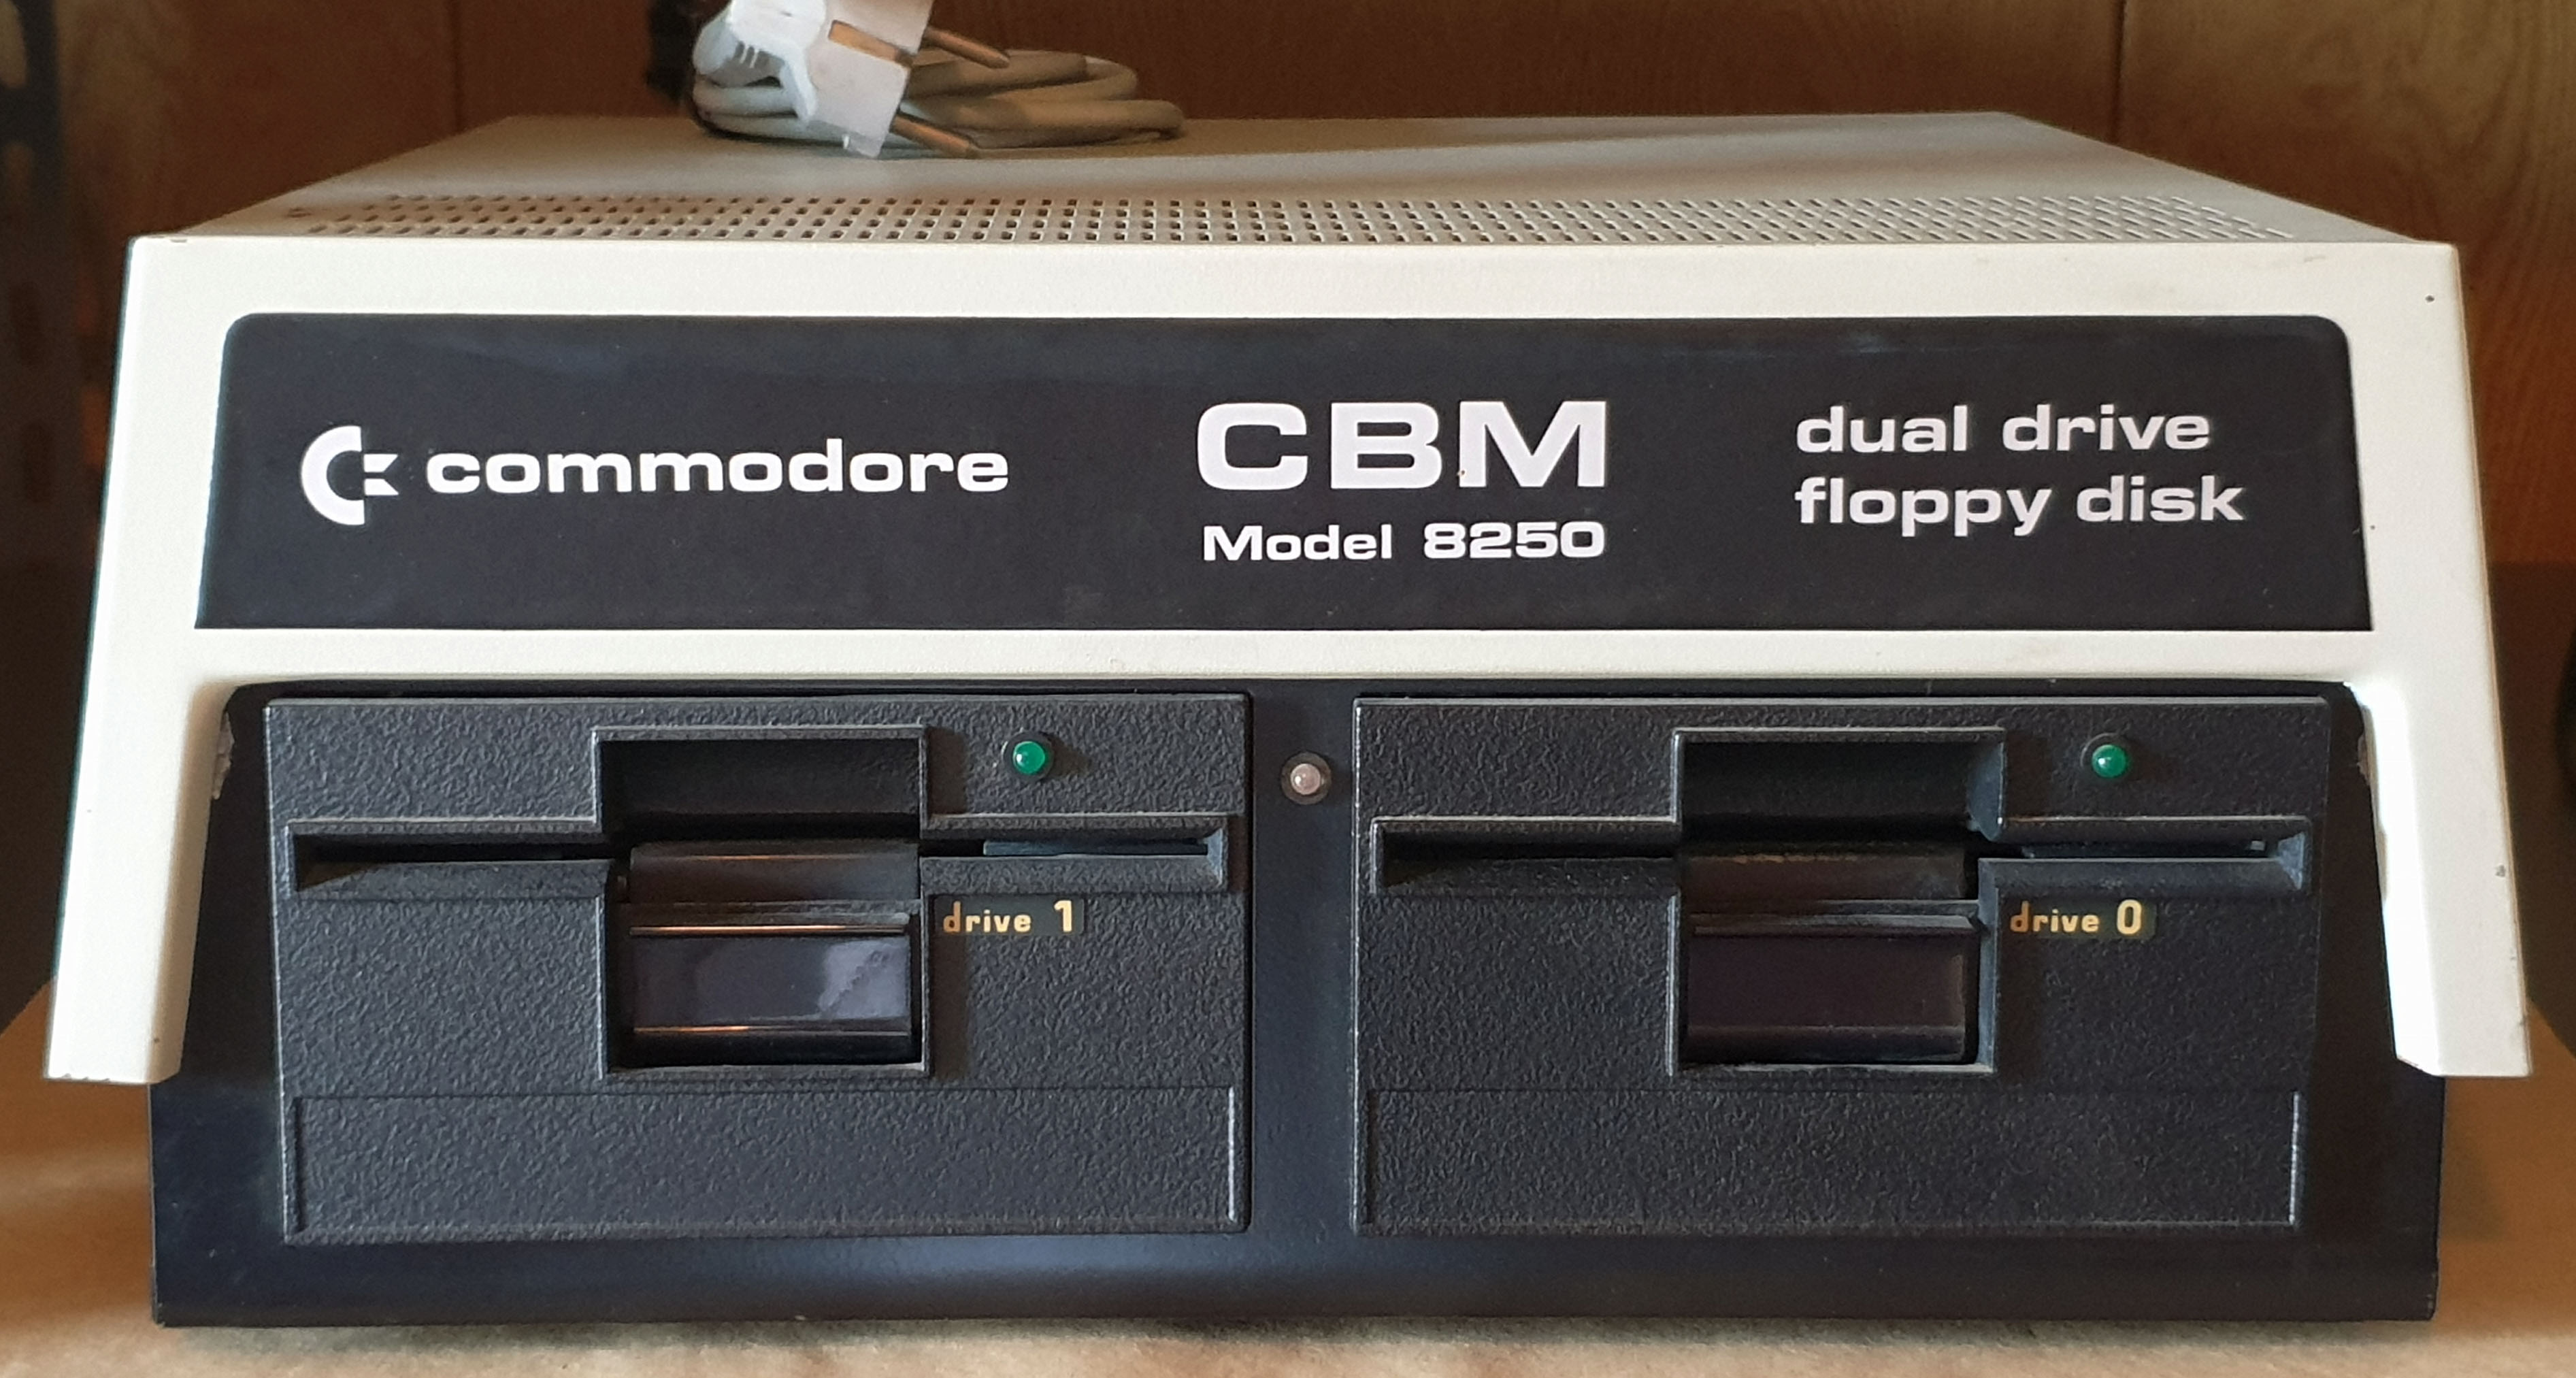 commodore
CBM
Model 8250
dual drive
floppy disk
drive 1
drive 0